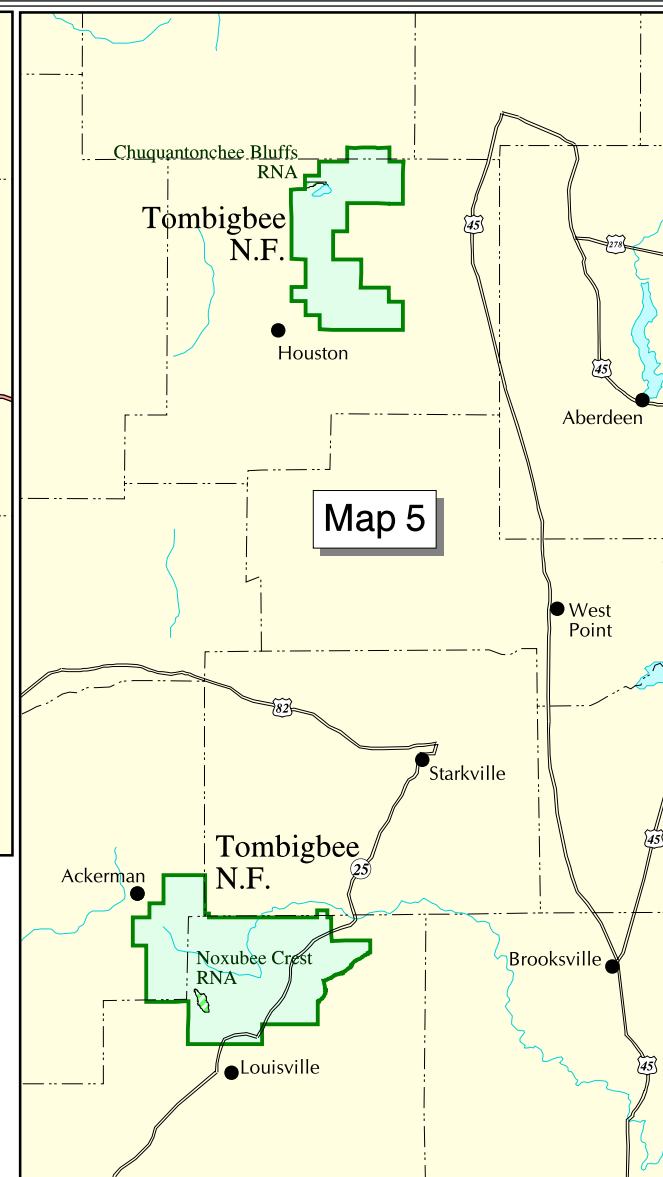 Chuquantonchee Bluffs
RNA
Tombigbee
N.F.
45
278
Houston
45
Aberdeen
Map 5
West
Point
82
Starkville
Tombigbee
N.F.
25
45
Ackerman
Noxubee Crest
RNA
Brooksville
Louisville
45